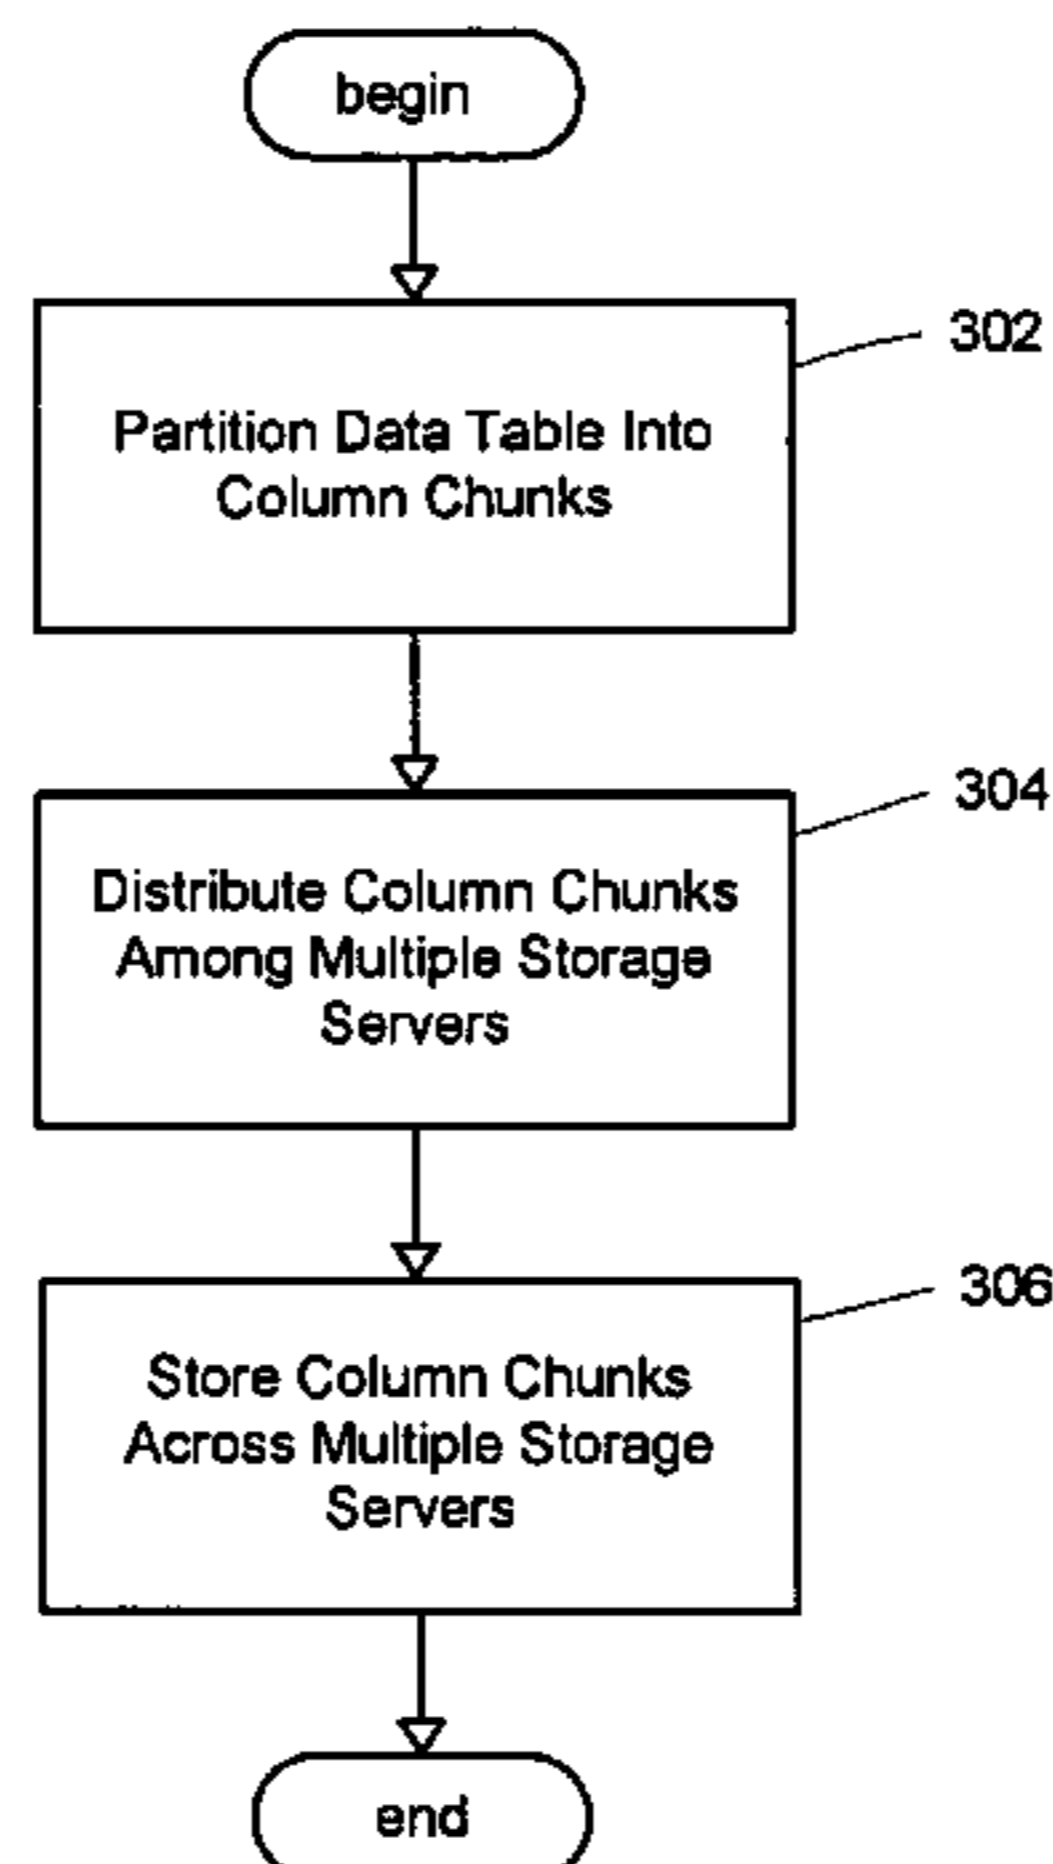 begin
302
Partition Data Table Into
Column Chunks
304
Distribute Column Chunks
Among Multiple Storage
Servers
306
Store Column Chunks
Across Multiple Storage
Servers
end